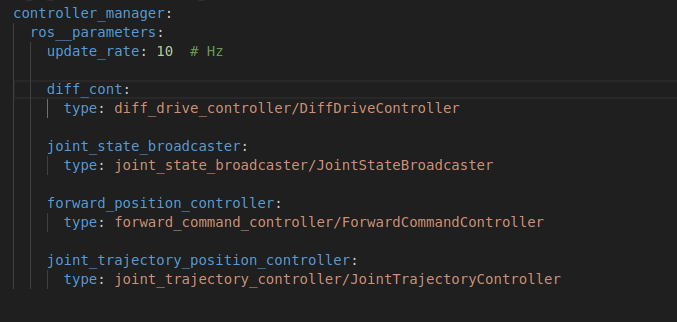 controller_manager:
  ros__parameters:
    update_rate: 10  # Hz

    diff_cont:
      type: diff_drive_controller/DiffDriveController

    joint_state_broadcaster:
      type: joint_state_broadcaster/JointStateBroadcaster

    forward_position_controller:
      type: forward_command_controller/ForwardCommandController

    joint_trajectory_position_controller:
      type: joint_trajectory_controller/JointTrajectoryController